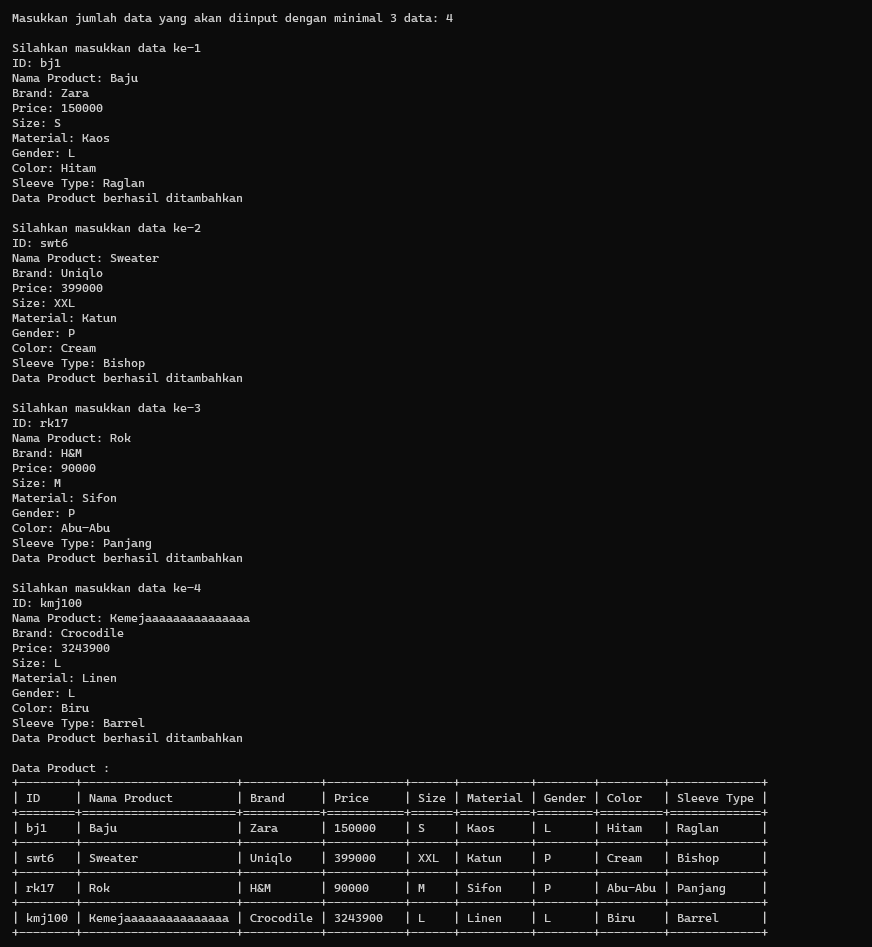 Masukkan jumlah data yang akan diinput dengan minimal 3 data: 4
Silahkan masukkan data ke-1
ID: bj1
Nama Product: Baju
Brand: Zara
Price: 150000
Size: S
Material: Kaos
Gender: L
Color: Hitam
Sleeve Type: Raglan
Data Product berhasil ditambahkan
Silahkan masukkan data ke-2
ID: swt6
Nama Product: Sweater
Brand: Uniqlo
Price: 399000
Size: XXL
Material: Katun
Gender: P
Color: Cream
Sleeve Type: Bishop
Data Product berhasil ditambahkan
Silahkan masukkan data ke-3
ID: rk17
Nama Product: Rok
Brand: H&M
Price: 90000
Size: M
Material: Sifon
Gender: P
Color: Abu-Abu
Sleeve Type: Panjang
Data Product berhasil ditambahkan
Silahkan masukkan data ke-4
ID: kmj100
Nama Product: Kemejaaaaaaaaaaaaaaa
Brand: Crocodile
Price: 3243900
Size: L
Material: Linen
Gender: L
Color: Biru
Sleeve Type: Barrel
Data Product berhasil ditambahkan
Data Product :
| ID | Nama Product | Brand | Price | Size | Material | Gender | Color | Sleeve Type |
| bj1 | Baju | Zara | 150000 | S | Kaos | L | Hitam | Raglan |
| swt6 | Sweater | Uniqlo | 399000 | XXL | Katun | P | Cream | Bishop |
| rk17 | Rok | H&M | 90000 | M | Sifon | P | Abu-Abu | Panjang |
| kmj100 | Kemejaaaaaaaaaaaaaaa | Crocodile | 3243900 | L | Linen | L | Biru | Barrel |